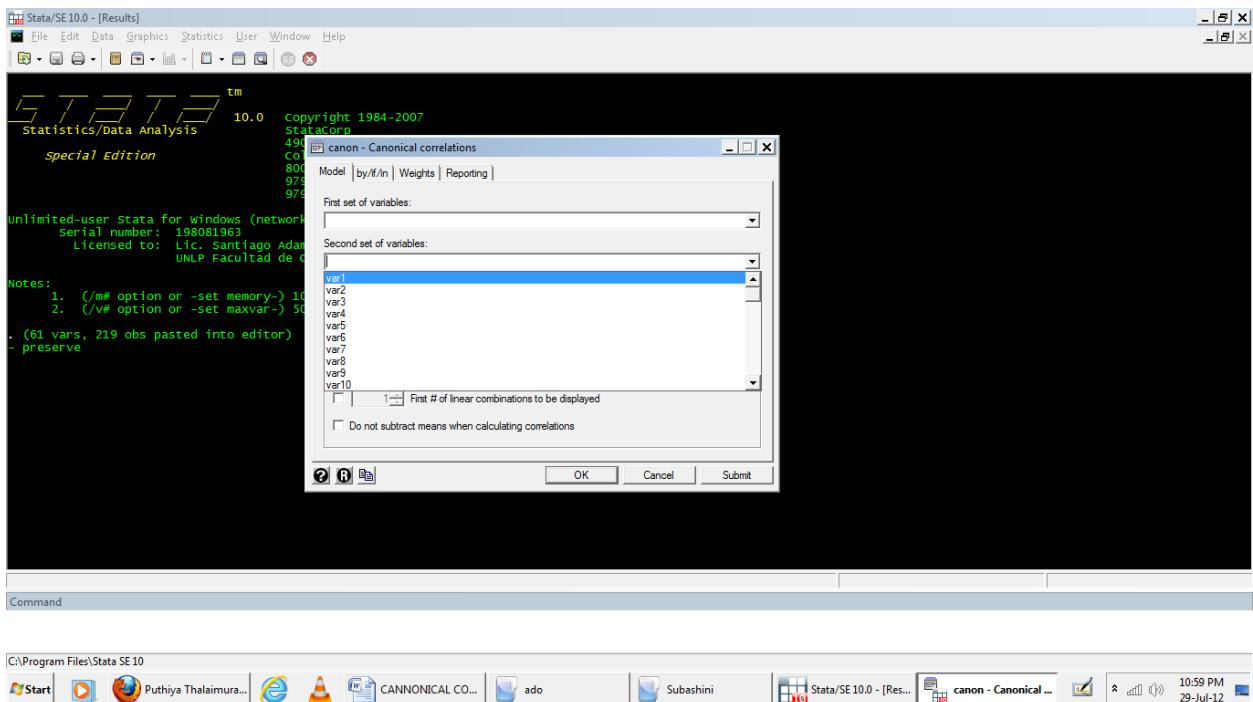 Stata/SE 10.0 - [Results]
File Edit Data Graphics Statistics User Window Help
tm
STATA 10.0 Copyright 1984-2007
Statistics/Data Analysis StataCorp
Special Edition
Unlimited-user Stata for Windows (network
Serial number: 198081963
Licensed to: Lic. Santiago Adam
UNLP Facultad de C
Notes:
1. (/m# option or -set memory-) 10
2. (/v# option or -set maxvar-) 50
. (61 vars, 219 obs pasted into editor)
- preserve
canon - Canonical correlations
Model by/if/in Weights Reporting
First set of variables:
Second set of variables:
var1
var2
var3
var4
var5
var6
var7
var8
var9
var10
1 First # of linear combinations to be displayed
Do not subtract means when calculating correlations
OK Cancel Submit
Command
C:\Program Files\Stata SE 10
Start Puthiya Thalaimura... CANNONICAL CO... ado Subashini Stata/SE 10.0 - [Res... canon - Canonical ... 10:59 PM
29-Jul-12